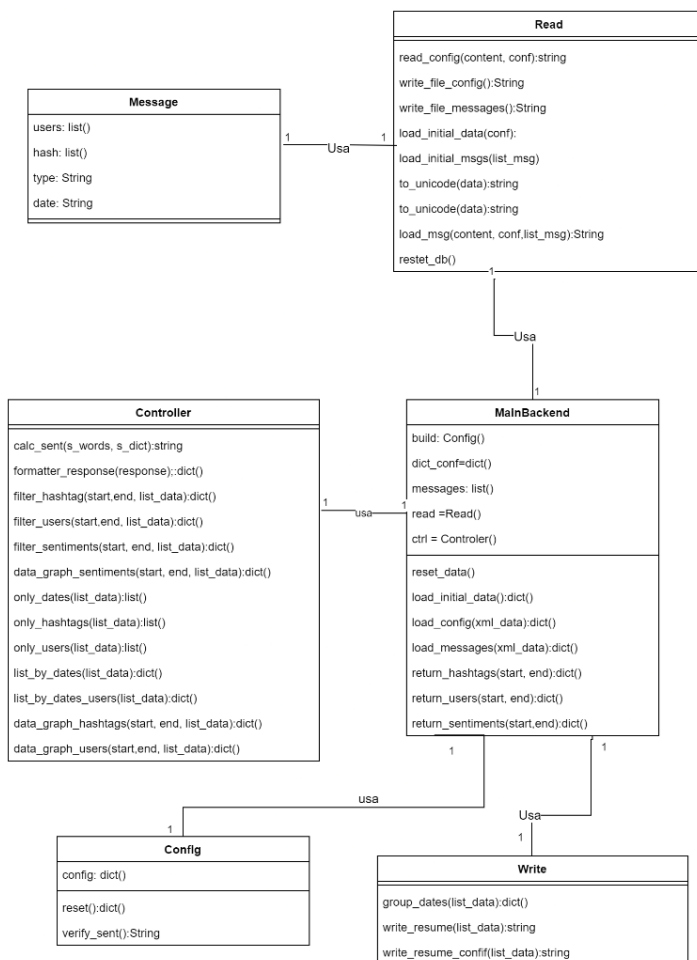 Read
read_config(content, conf):string
write_file_config():String
write_file_messages():String
load_initial_data(conf):
load_initial_msgs(list_msg)
to_unicode(data):string
to_unicode(data):string
load_msg(content, conf,list_msg):String
restet_db()
Message
users: list()
hash: list()
type: String
date: String
1
Usa
1
1
Usa
1
Controller
calc_sent(s_words, s_dict):string
formatter_response(response);:dict()
filter_hashtag(start,end, list_data):dict()
filter_users(start,end, list_data):dict()
filter_sentiments(start, end, list_data):dict()
data_graph_sentiments(start, end, list_data):dict()
only_dates(list_data):list()
only_hashtags(list_data):list()
only_users(list_data):list()
list_by_dates(list_data):dict()
list_by_dates_users(list_data):dict()
data_graph_hashtags(start, end, list_data):dict()
data_graph_users(start,end, list_data):dict()
1
usa
1
MaInBackend
build: Config()
dict_conf=dict()
messages: list()
read =Read()
ctrl = Controler()
reset_data()
load_initial_data():dict()
load_config(xml_data):dict()
load_messages(xml_data):dict()
return_hashtags(start, end):dict()
return_users(start, end):dict()
return_sentiments(start,end):dict()
1
usa
1
1
Usa
1
Config
config: dict()
reset():dict()
verify_sent():String
Write
group_dates(list_data):dict()
write_resume(list_data):string
write_resume_confif(list_data):string